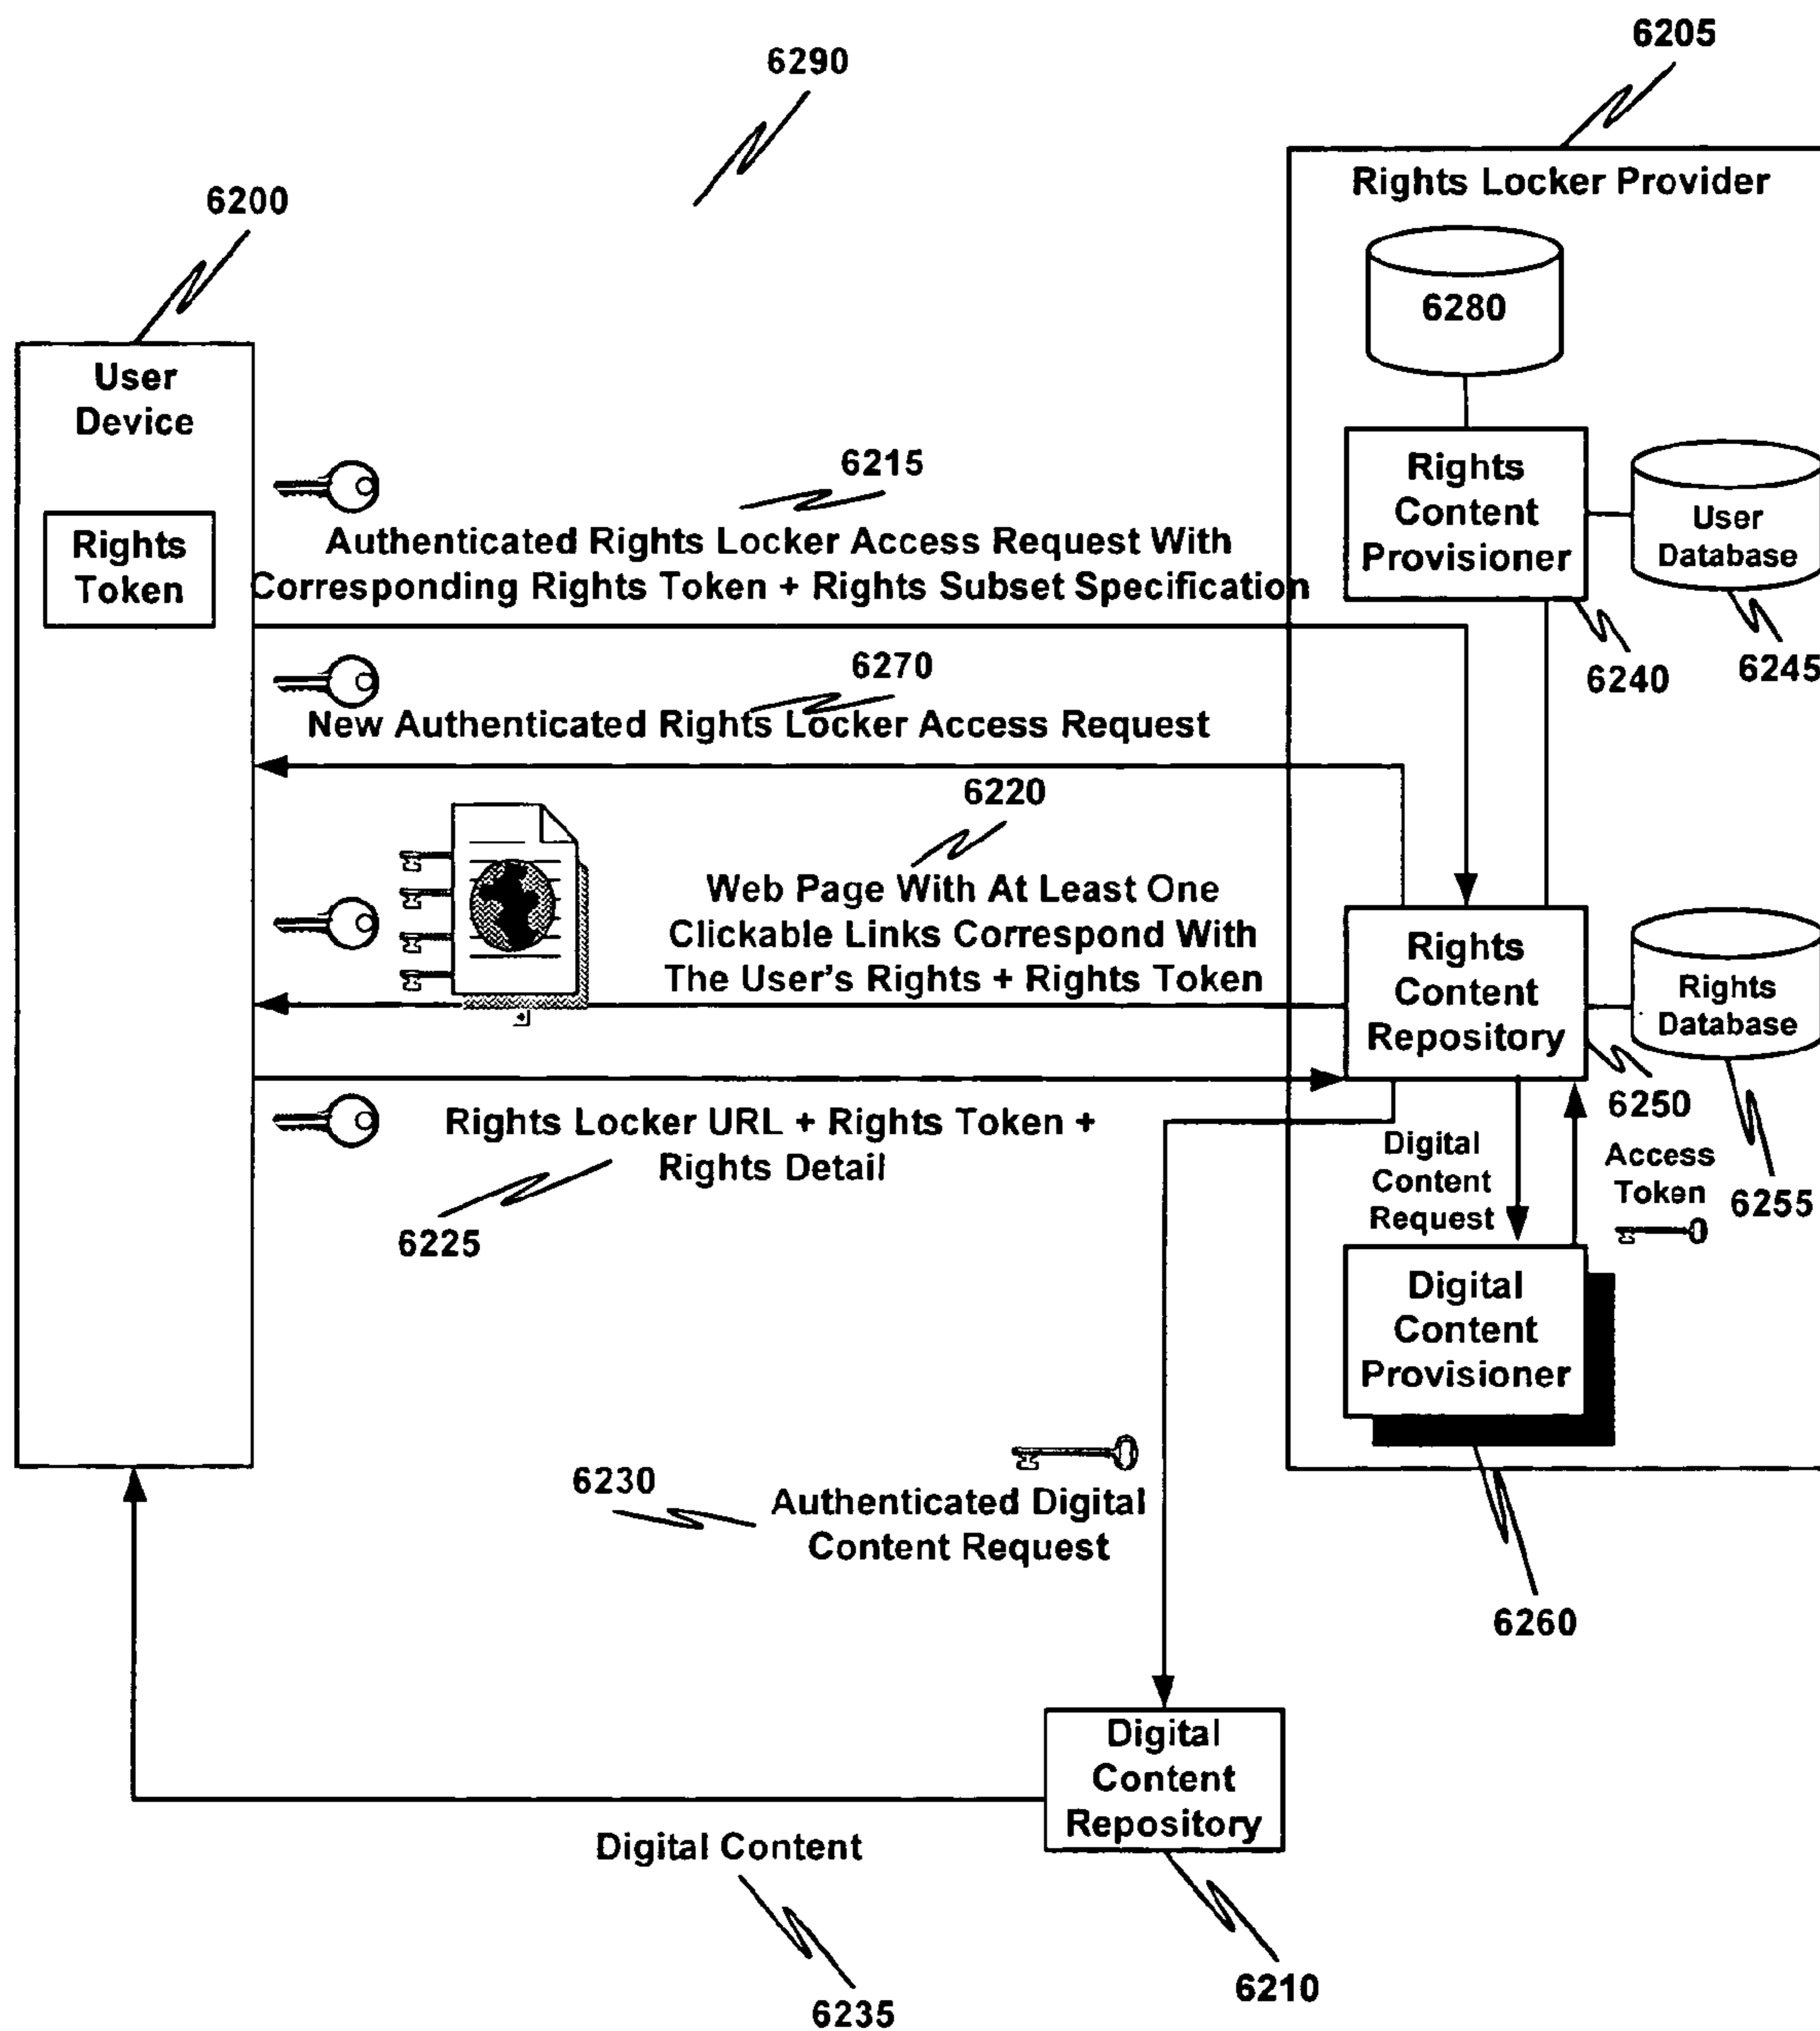 6205
6290
Rights Locker Provider
6200
6280
User
Device
Rights
Content
Provisioner
User
Database
6215
Rights
Token
Authenticated Rights Locker Access Request With
Corresponding Rights Token + Rights Subset Specification
6240
6245
6270
New Authenticated Rights Locker Access Request
6220
Web Page With At Least One
Clickable Links Correspond With
The User's Rights + Rights Token
Rights
Content
Repository
Rights
Database
6250
Rights Locker URL + Rights Token +
Rights Detail
6225
Digital
Content
Request
Access
Token
6255
Digital
Content
Provisioner
6230
Authenticated Digital
Content Request
6260
Digital
Content
Repository
Digital Content
6210
6235